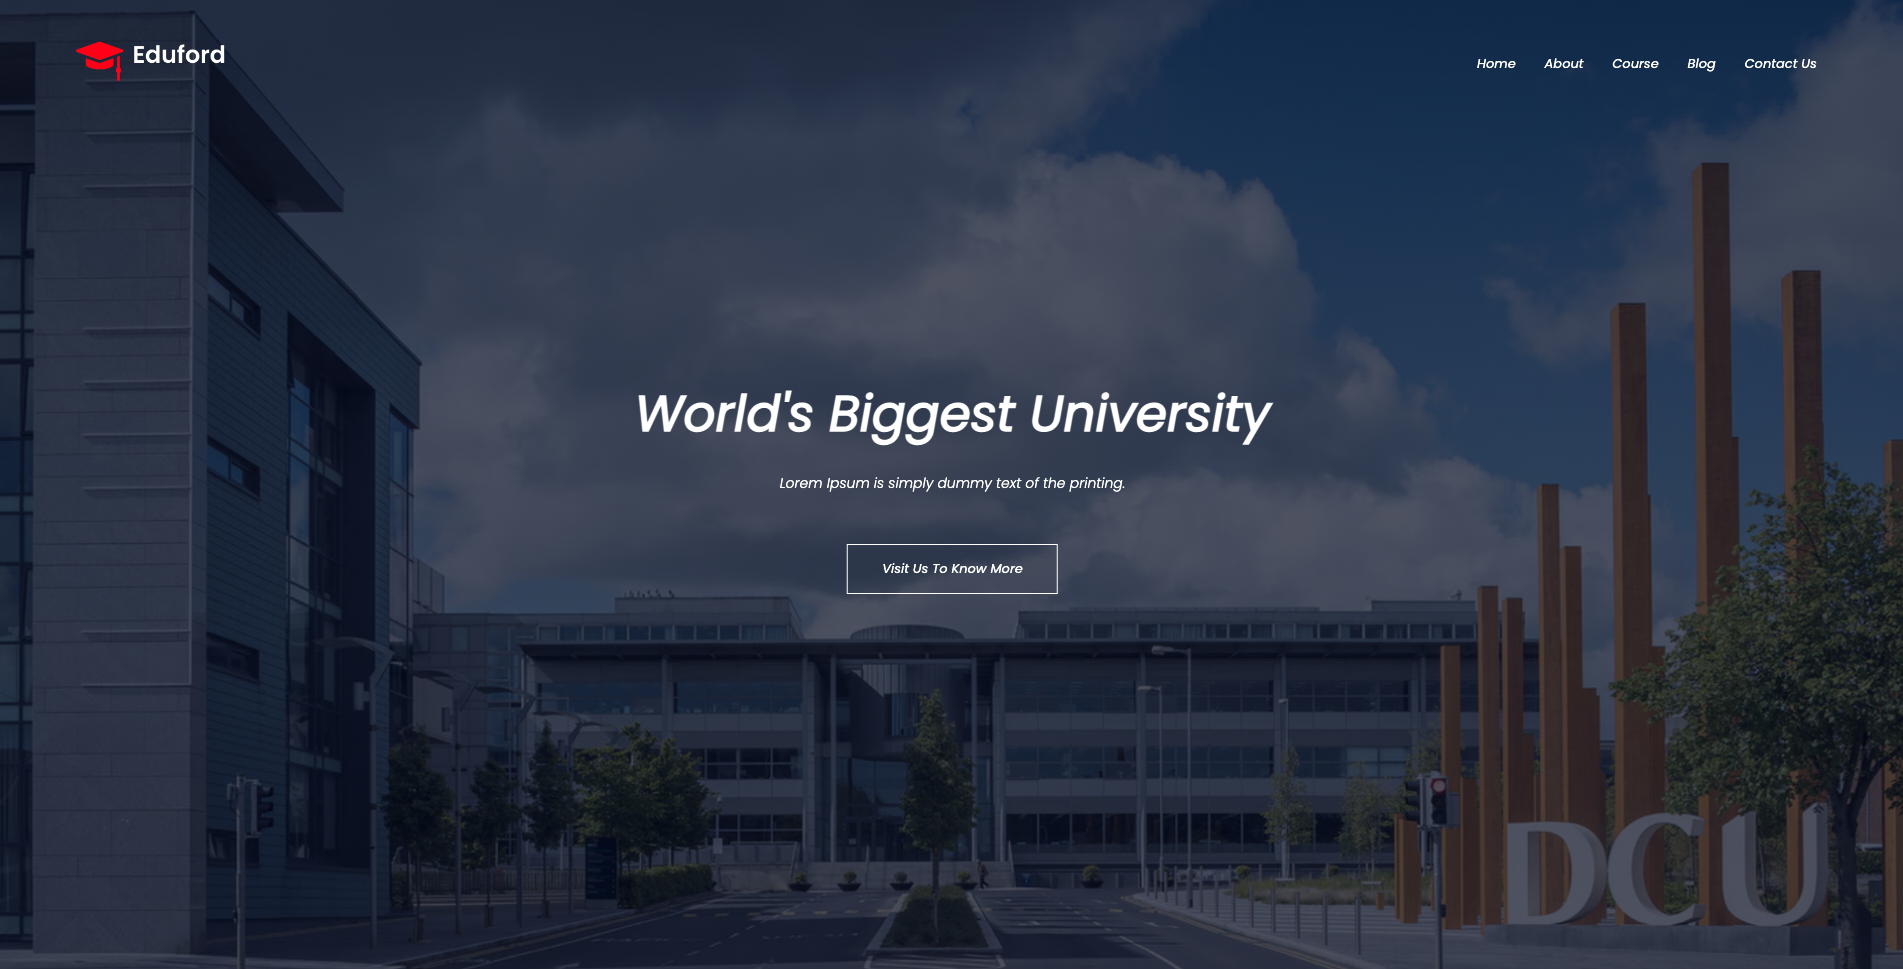 Eduford
Home About Course Blog Contact Us
World's Biggest University
Lorem Ipsum is simply dummy text of the printing.
Visit Us To Know More
DCU